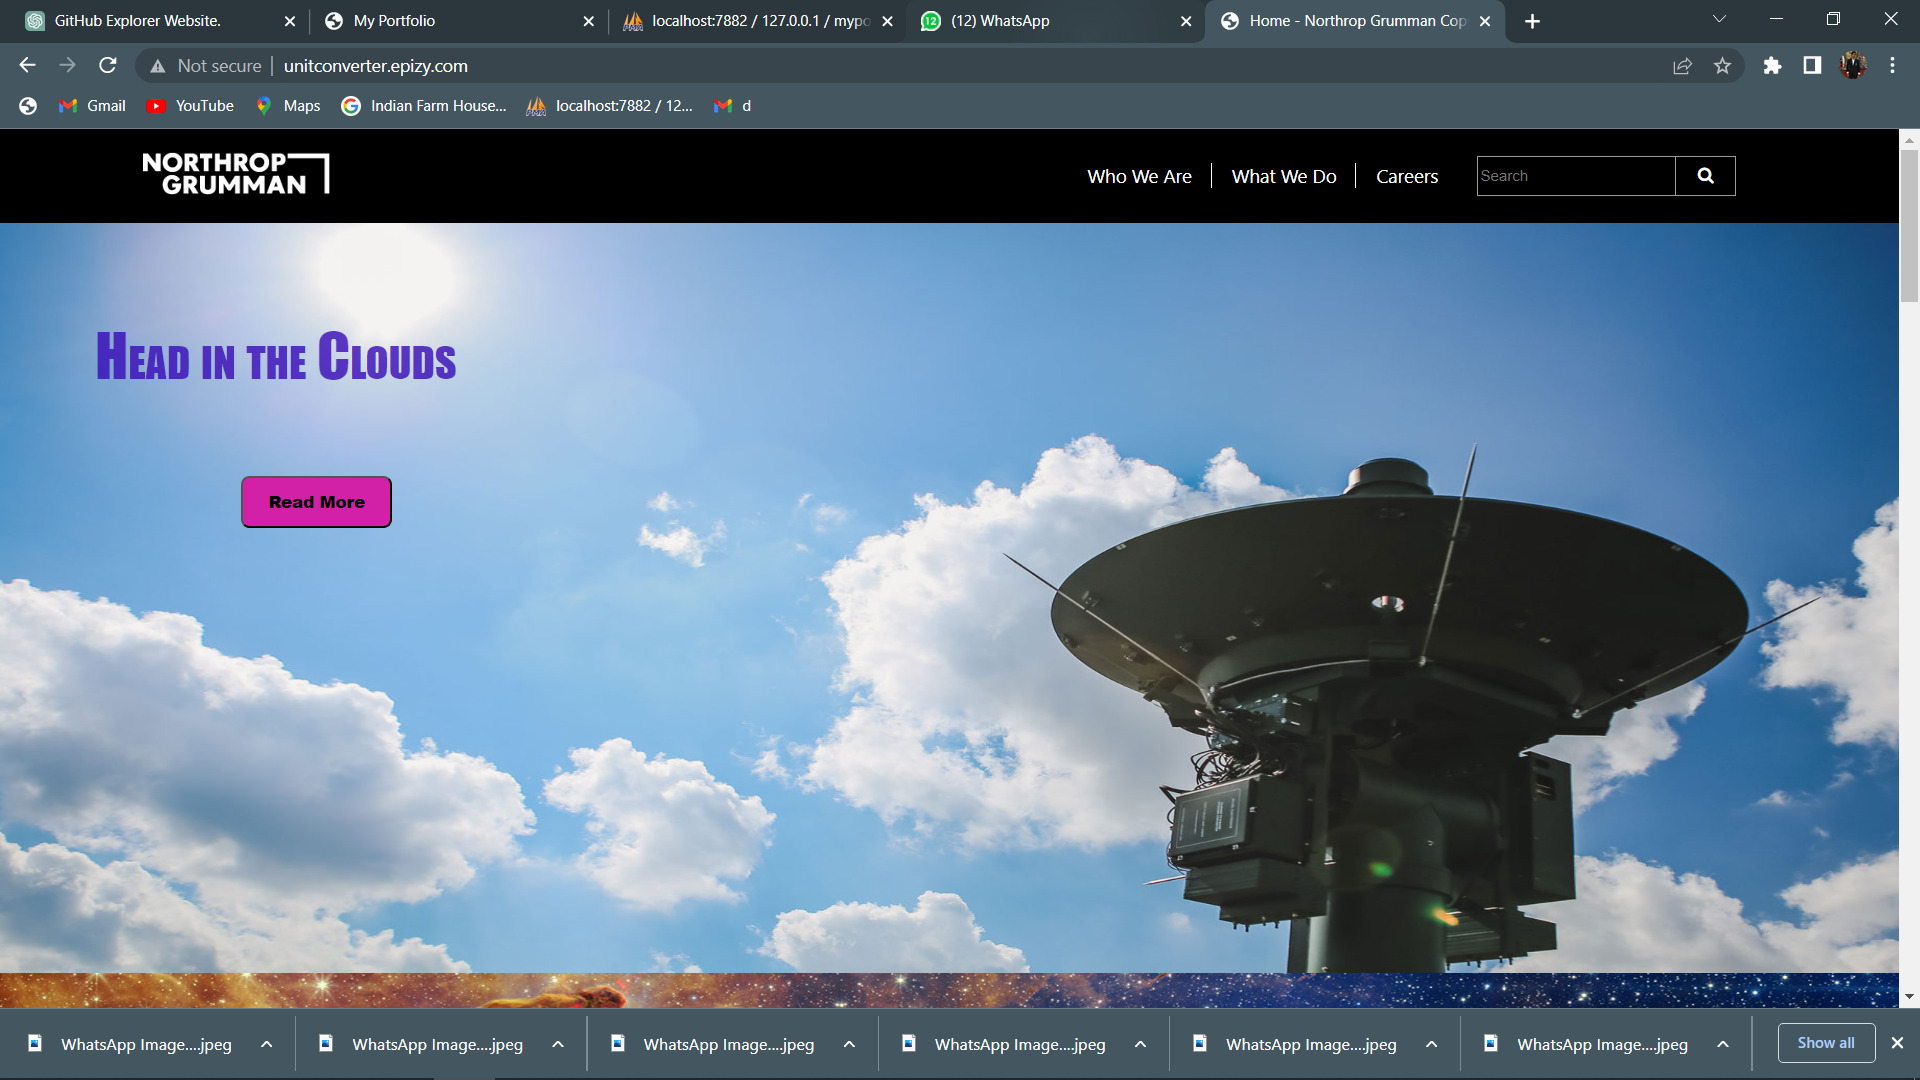 GitHub Explorer Website.
My Portfolio
localhost:7882 / 127.0.0.1 / mypo
(12) WhatsApp
Home - Northrop Grumman Cop
Not secure
unitconverter.epizy.com
Gmail
YouTube
Maps
Indian Farm House...
localhost:7882 / 12...
d
NORTHROP
GRUMMAN
Who We Are
What We Do
Careers
Search
Head in the Clouds
Read More
WhatsApp Image....jpeg
WhatsApp Image....jpeg
WhatsApp Image....jpeg
WhatsApp Image....jpeg
WhatsApp Image....jpeg
WhatsApp Image....jpeg
Show all